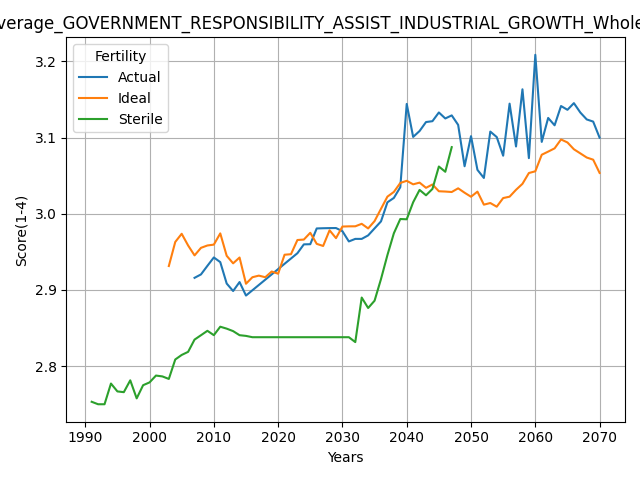 verage_GOVERNMENT_RESPONSIBILITY_ASSIST_INDUSTRIAL_GROWTH_Whole
Fertility
Actual
Ideal
Sterile
Score(1-4)
3.2
3.1
3.0
2.9
2.8
1990 2000 2010 2020 2030 2040 2050 2060 2070
Years